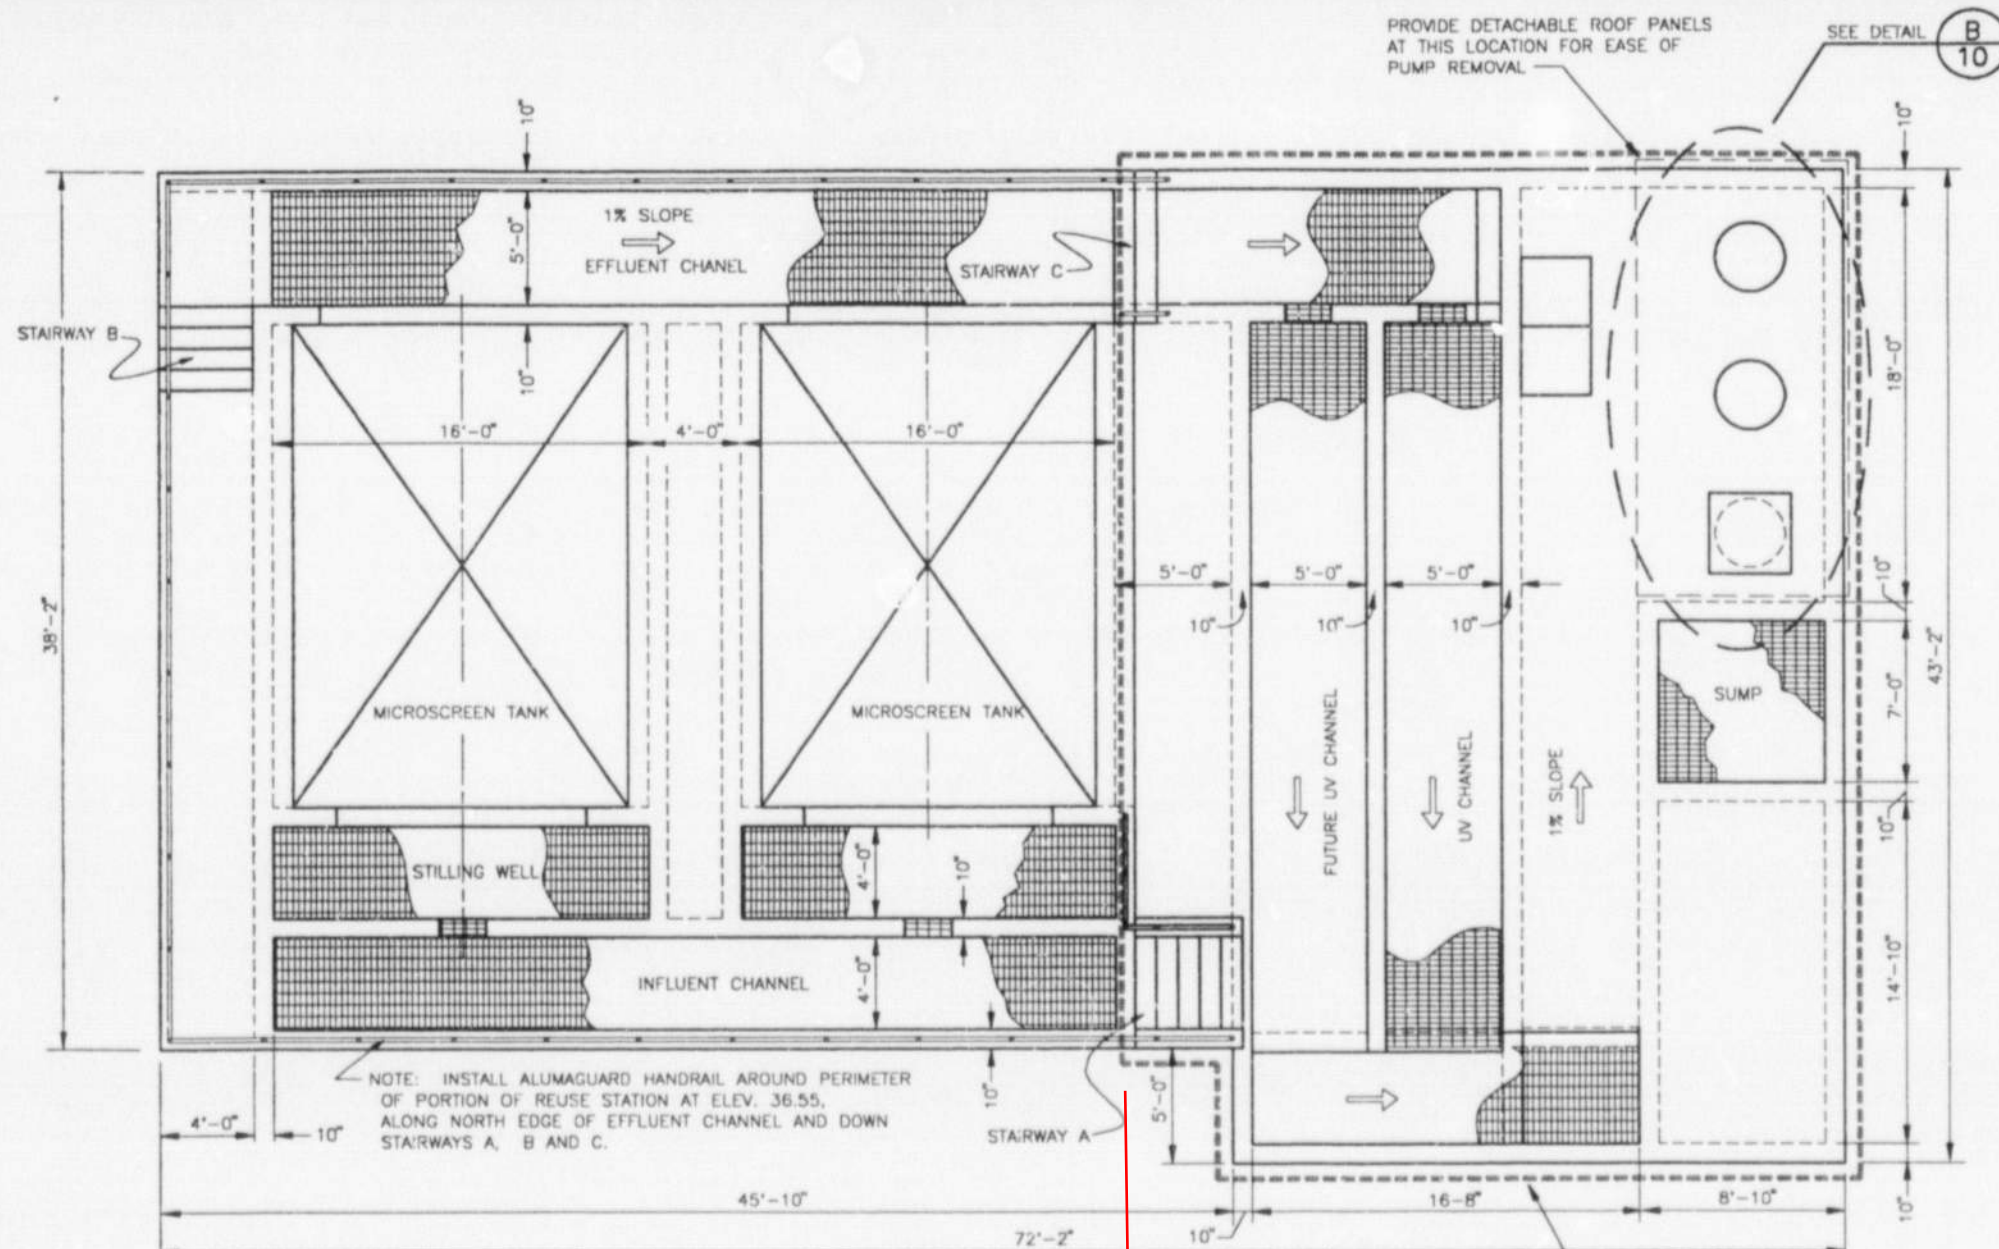 PROVIDE DETACHABLE ROOF PANELS
AT THIS LOCATION FOR EASE OF
PUMP REMOVAL
SEE DETAIL
B
10
10"
10"
1% SLOPE
5'-0"
EFFLUENT CHANEL
STAIRWAY C
STAIRWAY B
10"
18'-0"
16'-0"
4'-0"
16'-0"
38'-2"
5'-0"
5'-0"
5'-0"
10"
10"
10"
10"
43'-2"
MICROSCREEN TANK
MICROSCREEN TANK
FUTURE UV CHANNEL
UV CHANNEL
1% SLOPE
SUMP
7'-0"
10"
STILLING WELL
4'-0"
10"
INFLUENT CHANNEL
4'-0"
14'-10"
NOTE: INSTALL ALUMAGUARD HANDRAIL AROUND PERIMETER
OF PORTION OF REUSE STATION AT ELEV. 36.55,
ALONG NORTH EDGE OF EFFLUENT CHANNEL AND DOWN
STAIRWAYS A, B AND C.
4'-0"
10"
10"
STAIRWAY A
5'-0"
45'-10"
16-8"
8'-10"
10"
72'-2"
10"